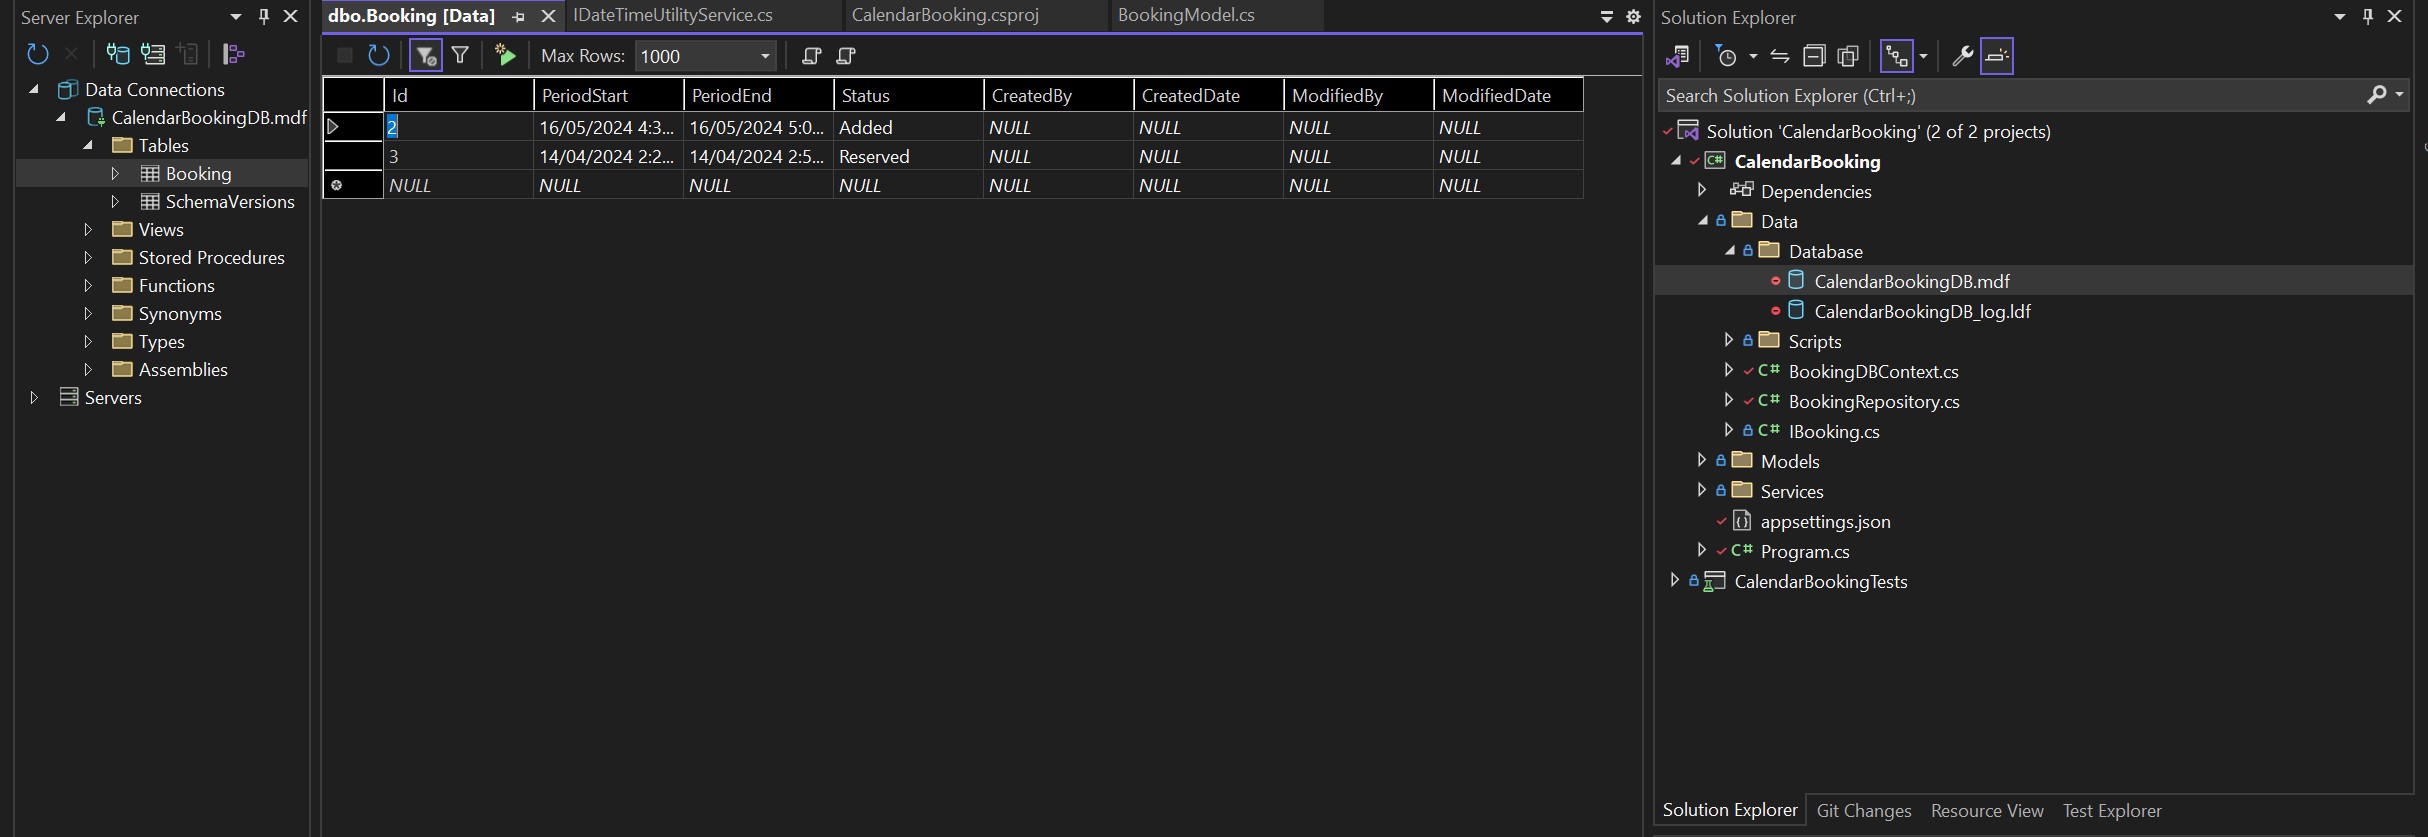 Server Explorer
Data Connections
CalendarBookingDB.mdf
Tables
Booking
SchemaVersions
Views
Stored Procedures
Functions
Synonyms
Types
Assemblies
Servers
dbo.Booking [Data] IDateTimeUtilityService.cs CalendarBooking.csproj BookingModel.cs
Max Rows: 1000
Id PeriodStart PeriodEnd Status CreatedBy CreatedDate ModifiedBy ModifiedDate
2 16/05/2024 4:3... 16/05/2024 5:0... Added NULL NULL NULL NULL
3 14/04/2024 2:2... 14/04/2024 2:5... Reserved NULL NULL NULL NULL
NULL NULL NULL NULL NULL NULL NULL NULL
Solution Explorer
Search Solution Explorer (Ctrl+;)
Solution 'CalendarBooking' (2 of 2 projects)
C# CalendarBooking
Dependencies
Data
Database
CalendarBookingDB.mdf
CalendarBookingDB_log.ldf
Scripts
C# BookingDBContext.cs
C# BookingRepository.cs
C# IBooking.cs
Models
Services
appsettings.json
C# Program.cs
CalendarBookingTests
Solution Explorer Git Changes Resource View Test Explorer